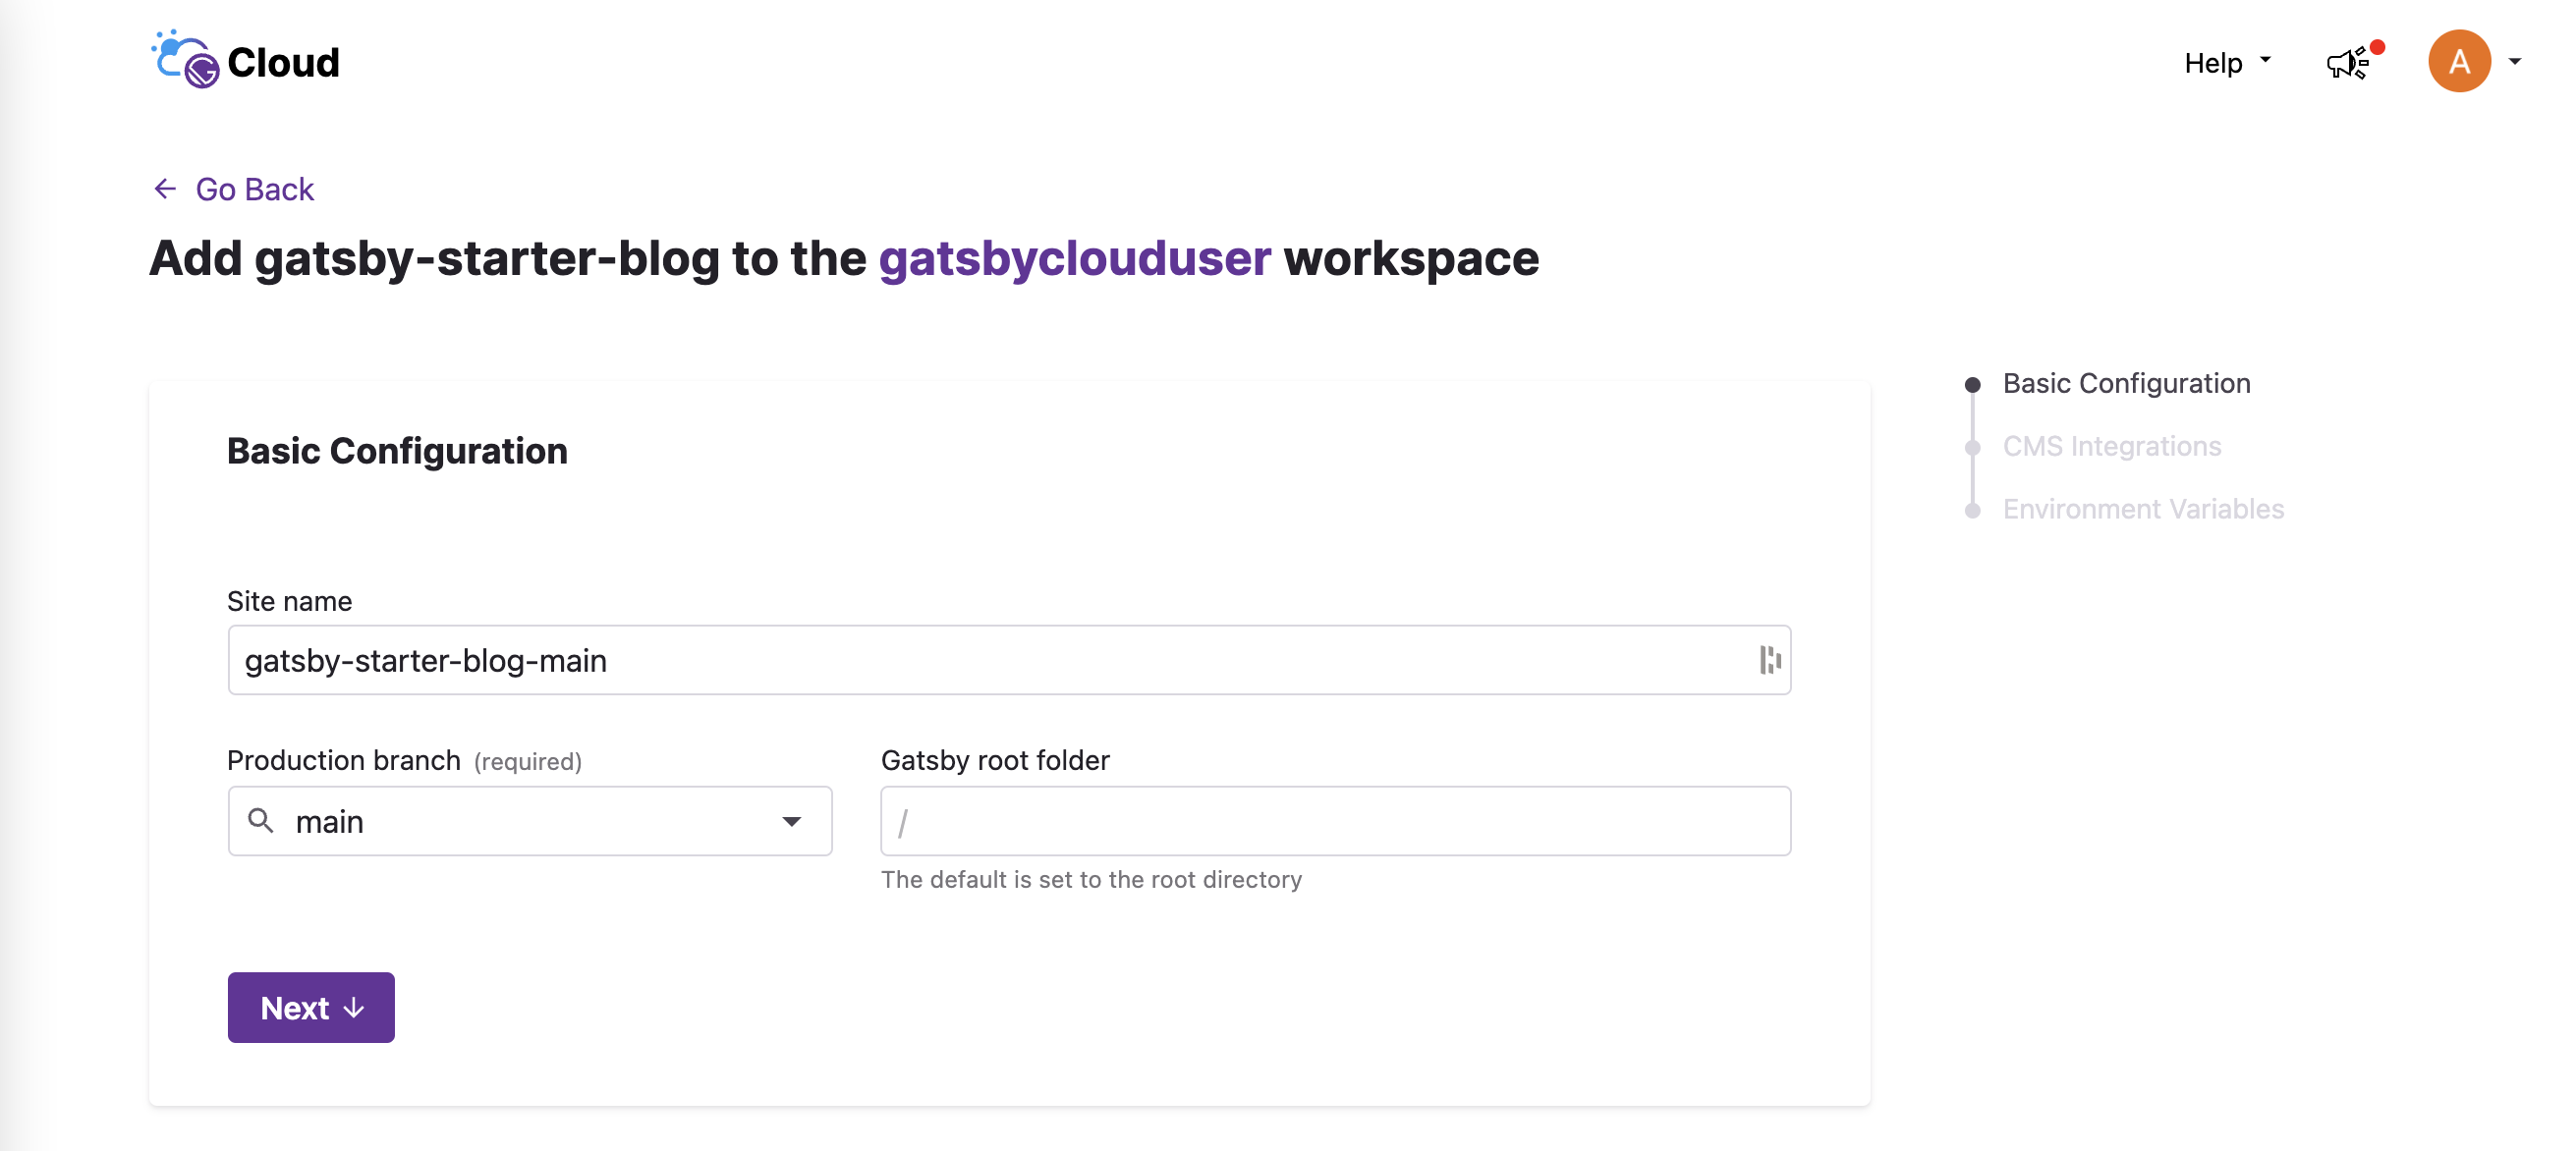 Cloud
Help
A
Go Back
Add gatsby-starter-blog to the gatsbyclouduser workspace
Basic Configuration
Site name
gatsby-starter-blog-main
Production branch (required)
main
Gatsby root folder
/
The default is set to the root directory
Next
Basic Configuration
CMS Integrations
Environment Variables